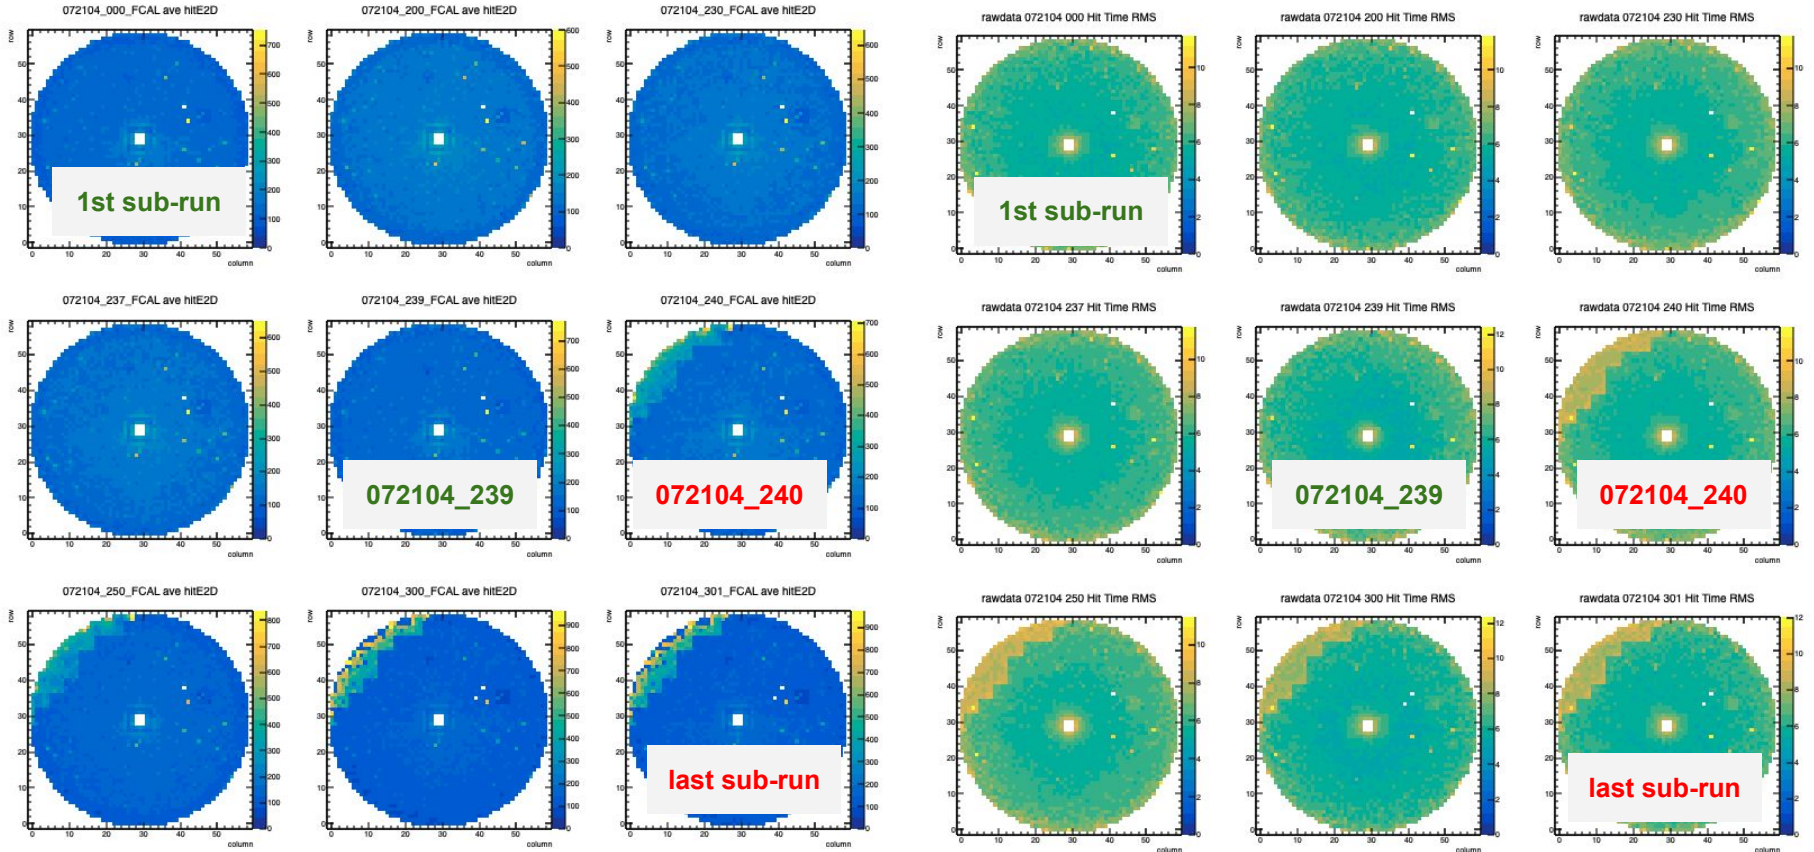 072104_000_FCAL ave hitE2D
072104_200_FCAL ave hitE2D
072104_230_FCAL ave hitE2D
rawdata 072104 000 Hit Time RMS
rawdata 072104 200 Hit Time RMS
rawdata 072104 230 Hit Time RMS
1st sub-run
1st sub-run
072104_237_FCAL ave hitE2D
072104_239_FCAL ave hitE2D
072104_240_FCAL ave hitE2D
rawdata 072104 237 Hit Time RMS
rawdata 072104 239 Hit Time RMS
rawdata 072104 240 Hit Time RMS
072104_239
072104_240
072104_239
072104_240
072104_250_FCAL ave hitE2D
072104_300_FCAL ave hitE2D
072104_301_FCAL ave hitE2D
rawdata 072104 250 Hit Time RMS
rawdata 072104 300 Hit Time RMS
rawdata 072104 301 Hit Time RMS
last sub-run
last sub-run
row
column